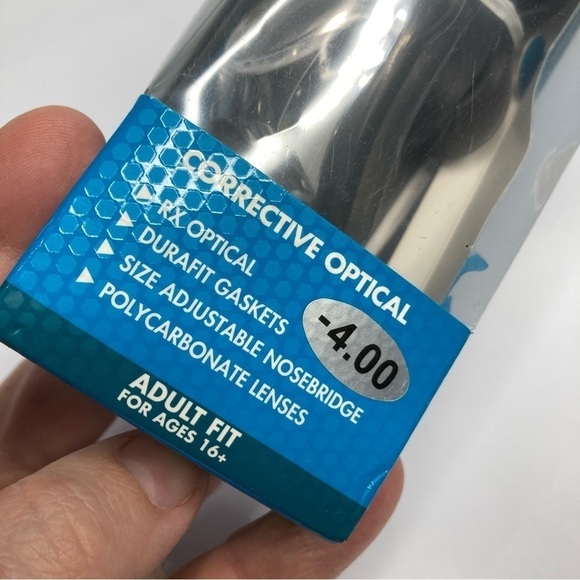 CORRECTIVE OPTICAL
RX OPTICAL
DURAFIT GASKETS
SIZE ADJUSTABLE NOSEBRIDGE
POLYCARBONATE LENSES
-4.00
ADULT FIT
FOR AGES 16+